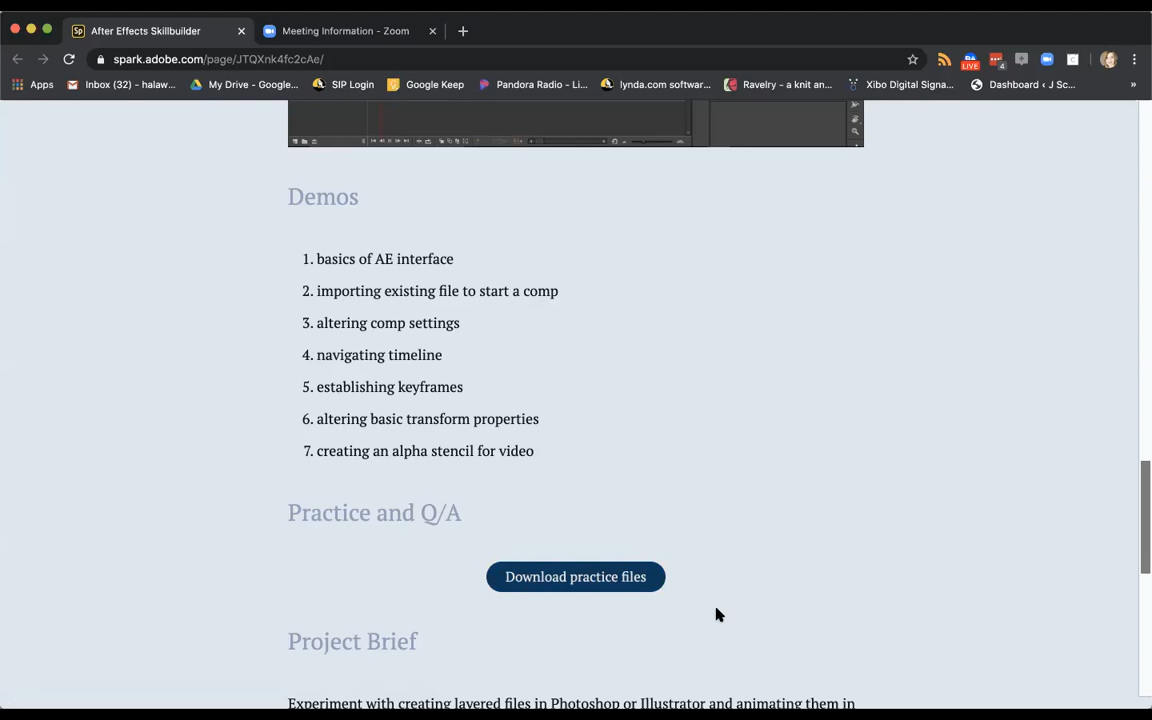 Sp After Effects Skillbuilder
Meeting Information - Zoom
spark.adobe.com/page/JTQXnk4fc2cAe/
LIVE
4
Apps
Inbox (32) - halaw...
My Drive - Google...
SIP Login
Google Keep
Pandora Radio - Li...
lynda.com softwar...
Ravelry - a knit an...
Xibo Digital Signa...
Dashboard ‹ J Sc...
»
Demos
1. basics of AE interface
2. importing existing file to start a comp
3. altering comp settings
4. navigating timeline
5. establishing keyframes
6. altering basic transform properties
7. creating an alpha stencil for video
Practice and Q/A
Download practice files
Project Brief
Experiment with creating layered files in Photoshop or Illustrator and animating them in